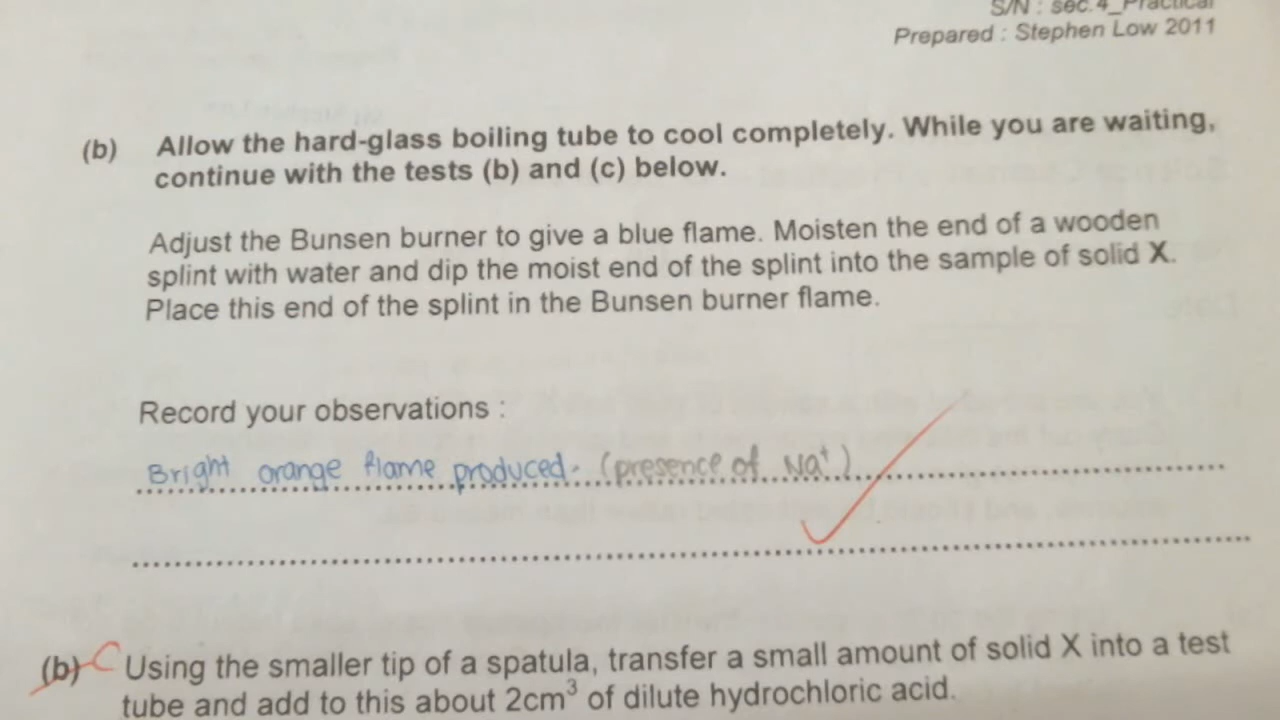 S/N : sec.4_Practical
Prepared : Stephen Low 2011
(b) Allow the hard-glass boiling tube to cool completely. While you are waiting,
continue with the tests (b) and (c) below.
Adjust the Bunsen burner to give a blue flame. Moisten the end of a wooden
splint with water and dip the moist end of the splint into the sample of solid X.
Place this end of the splint in the Bunsen burner flame.
Record your observations :
Bright orange flame produced. (presence of Na⁺)
(b) C Using the smaller tip of a spatula, transfer a small amount of solid X into a test
tube and add to this about 2cm³ of dilute hydrochloric acid.